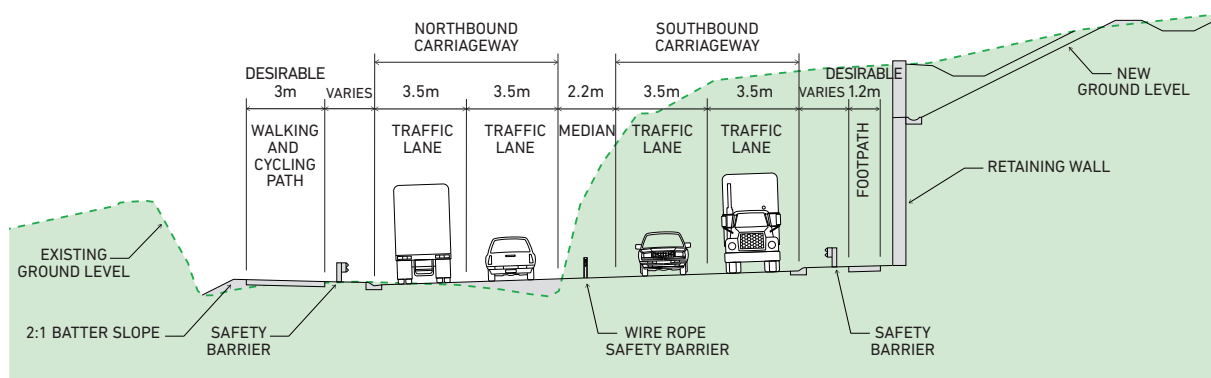 NORTHBOUND
CARRIAGEWAY
SOUTHBOUND
CARRIAGEWAY
DESIRABLE
3m
VARIES
3.5m
3.5m
2.2m
3.5m
3.5m
DESIRABLE
VARIES
1.2m
WALKING
AND
CYCLING
PATH
TRAFFIC
LANE
TRAFFIC
LANE
MEDIAN
TRAFFIC
LANE
TRAFFIC
LANE
FOOTPATH
NEW
GROUND LEVEL
RETAINING WALL
EXISTING
GROUND LEVEL
2:1 BATTER SLOPE
SAFETY
BARRIER
WIRE ROPE
SAFETY BARRIER
SAFETY
BARRIER